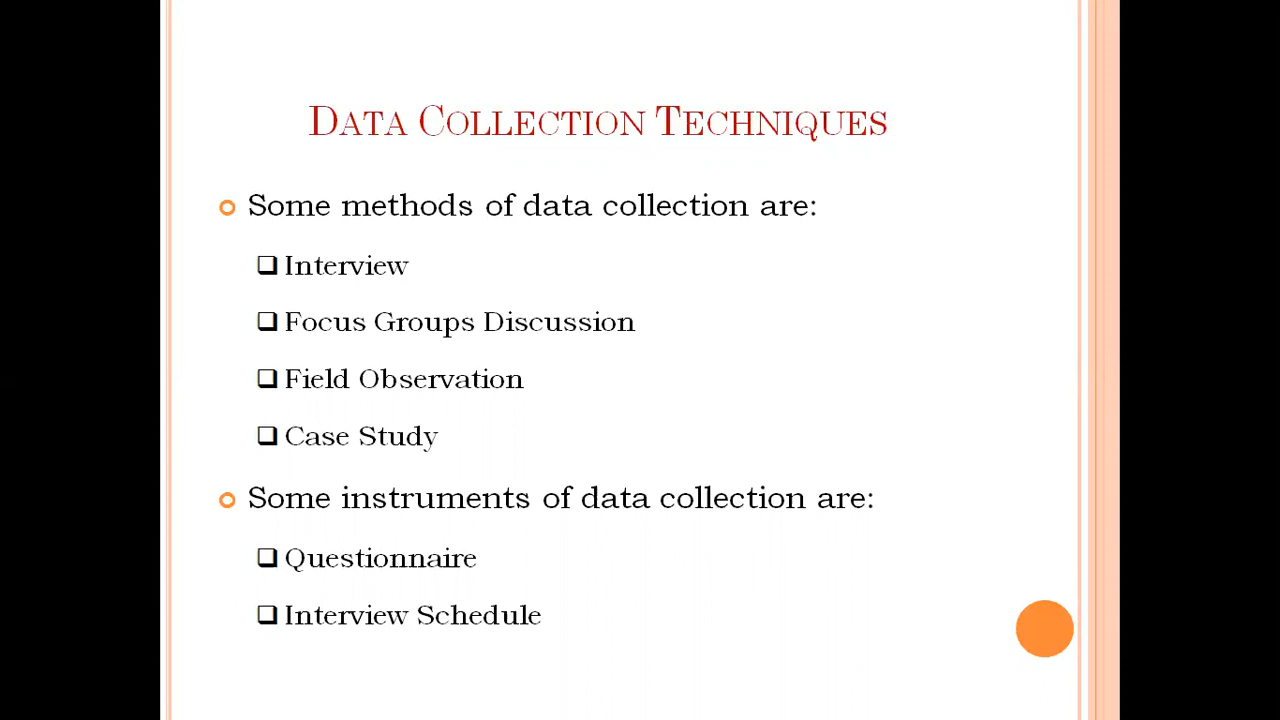 Data Collection Techniques
Some methods of data collection are:
Interview
Focus Groups Discussion
Field Observation
Case Study
Some instruments of data collection are:
Questionnaire
Interview Schedule